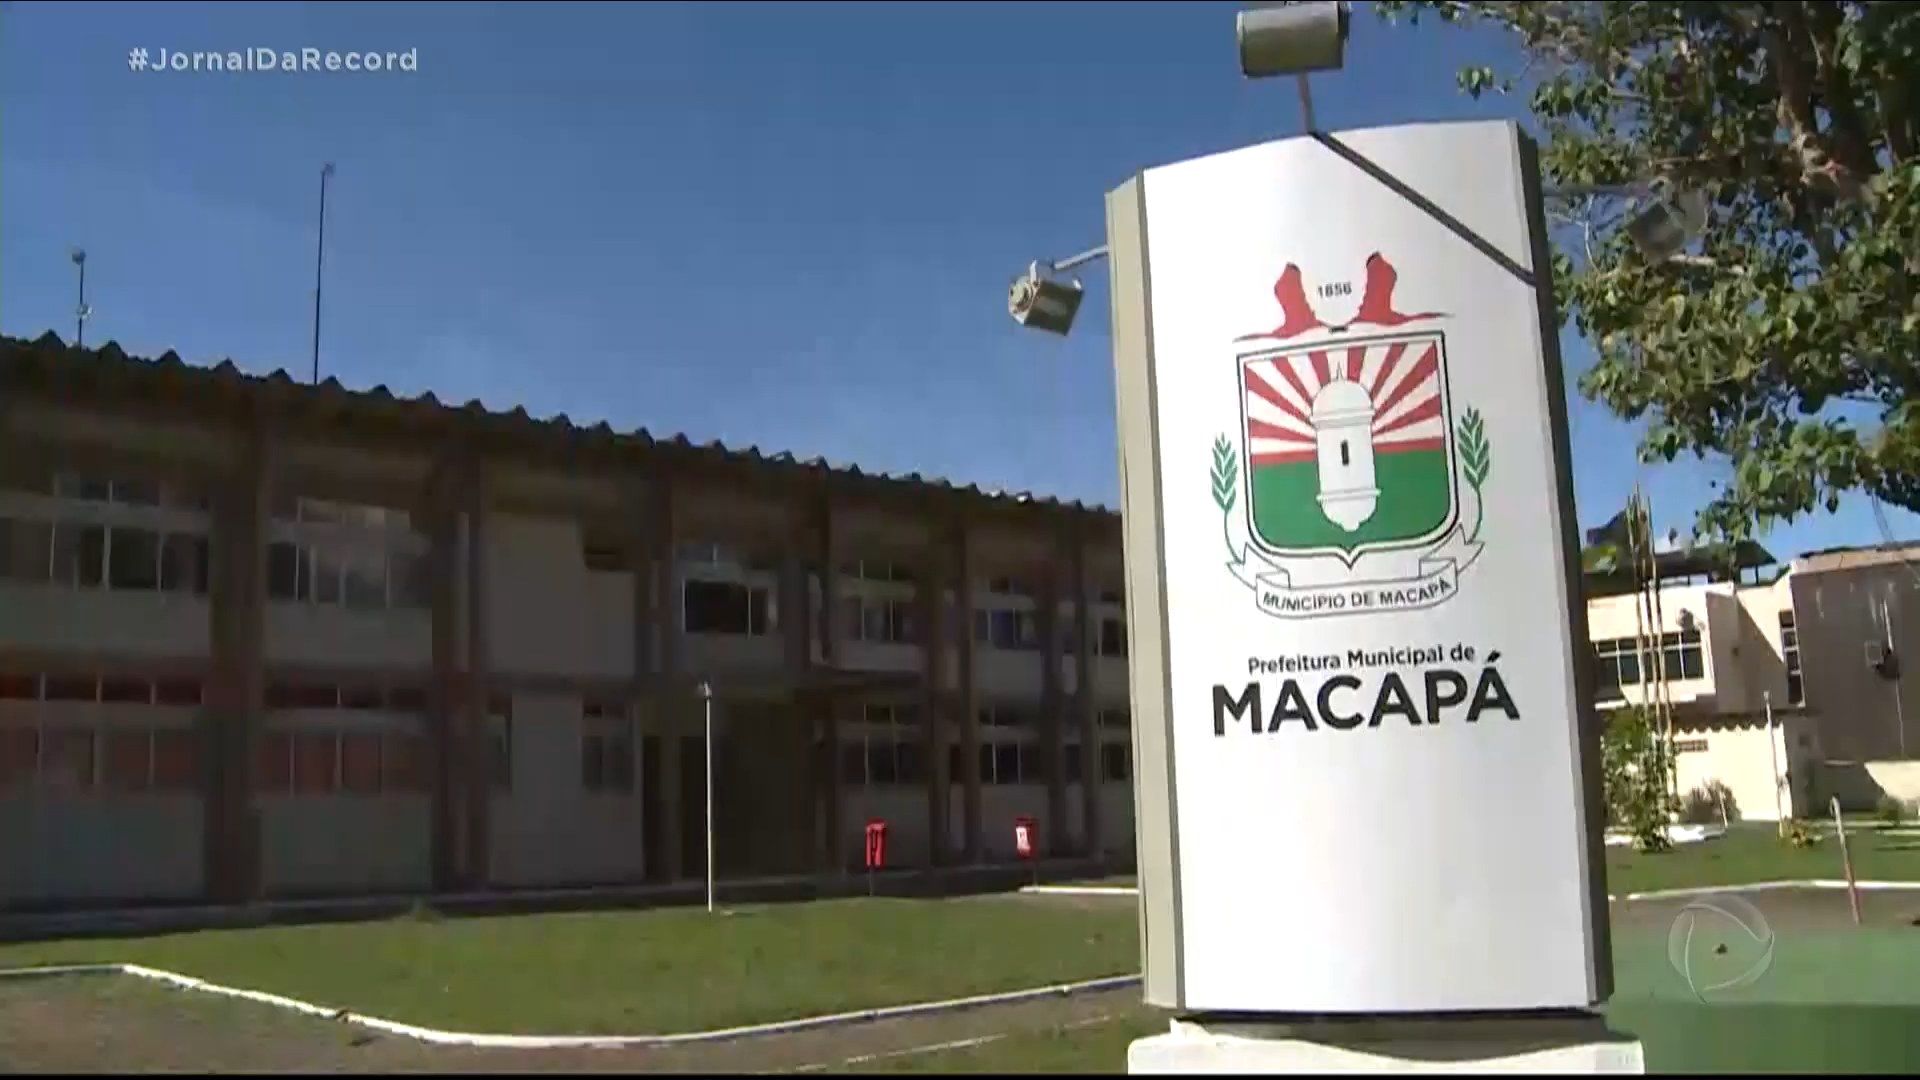 #JornalDaRecord
1856
MUNICÍPIO DE MACAPÁ
Prefeitura Municipal de
MACAPÁ